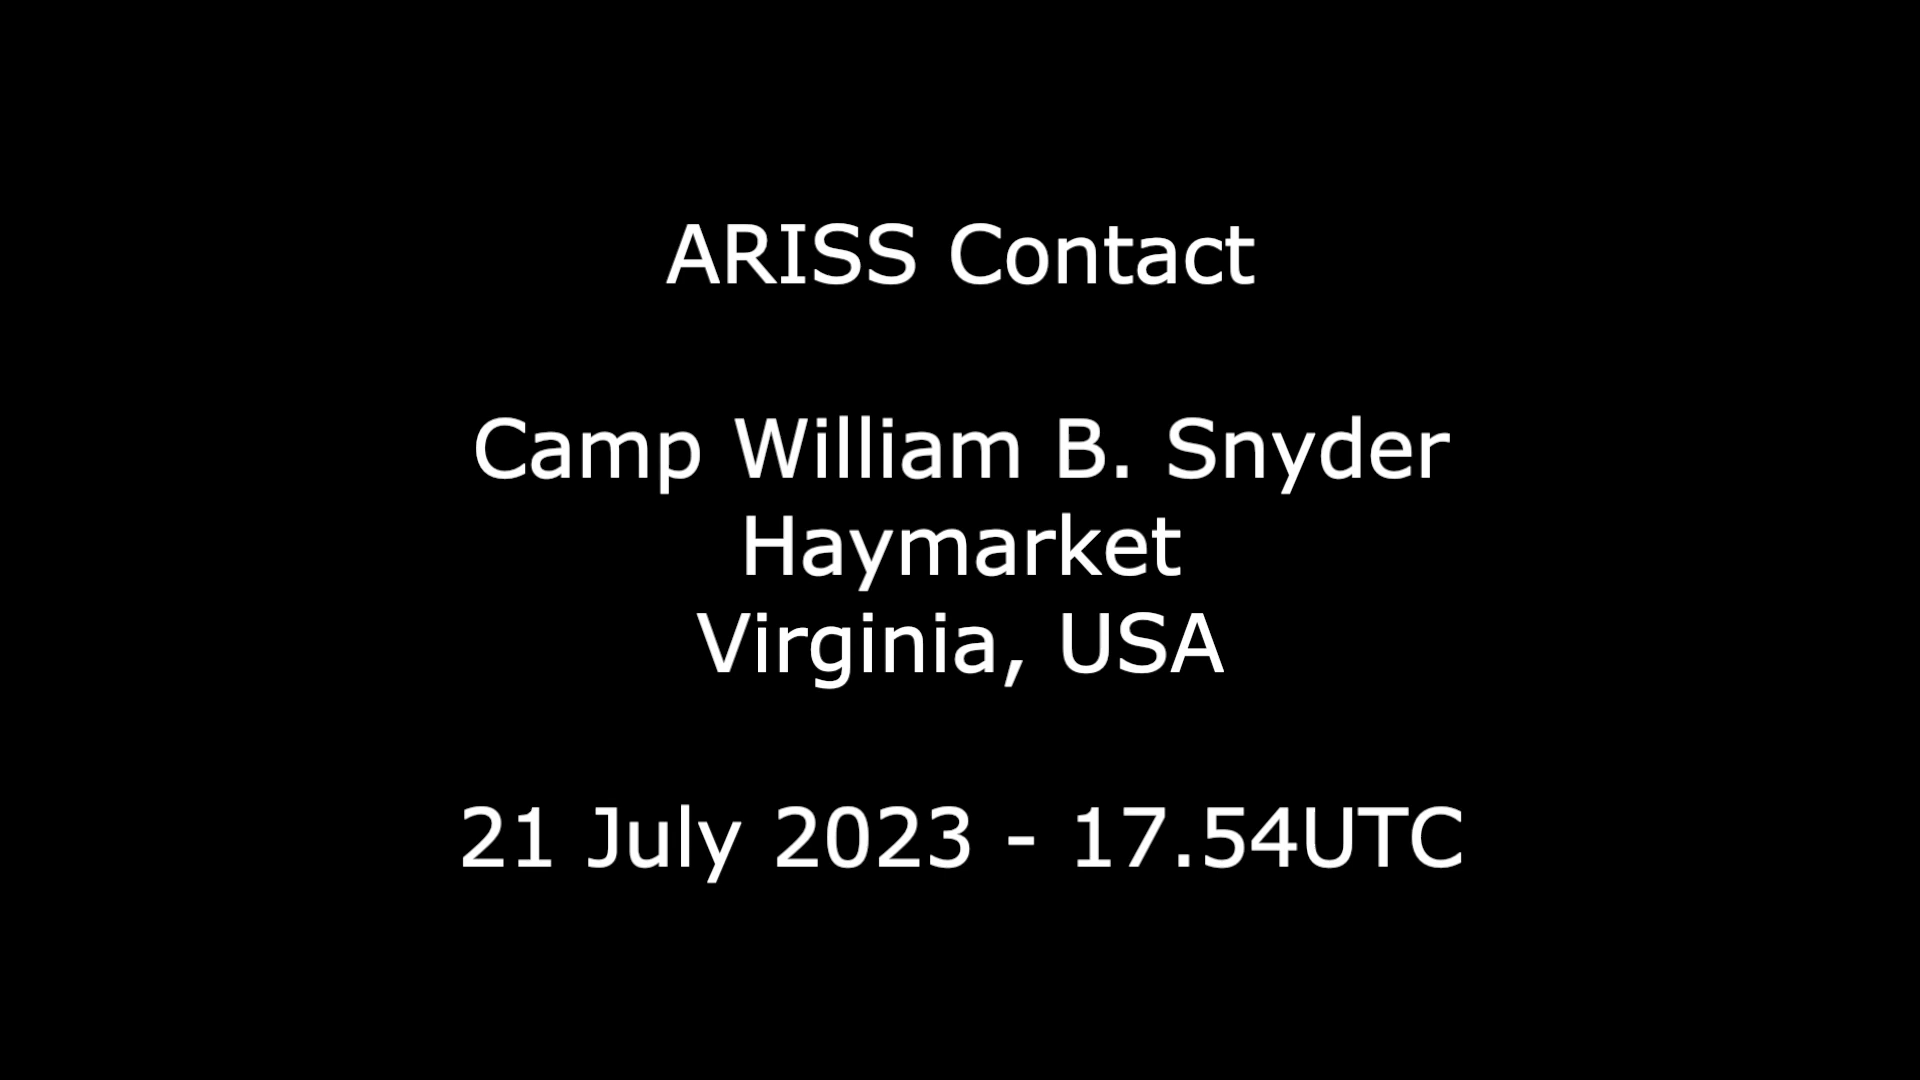 ARISS Contact
Camp William B. Snyder
Haymarket
Virginia, USA
21 July 2023 - 17.54UTC